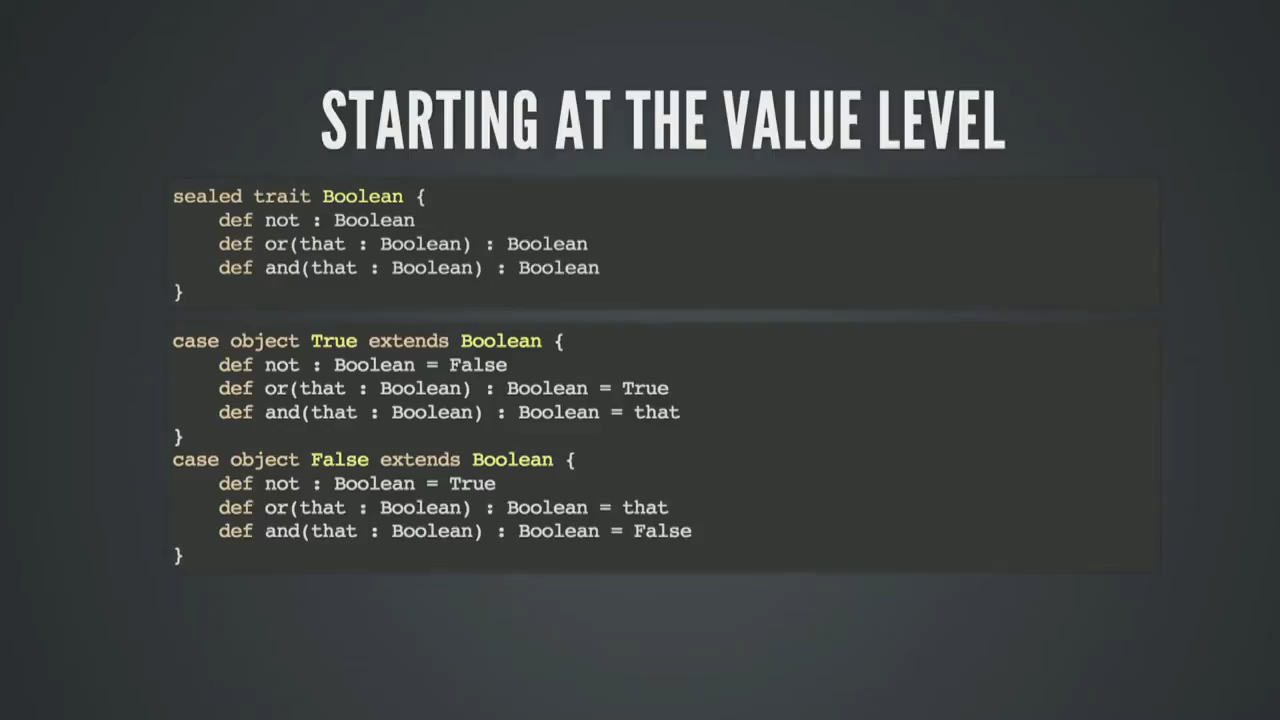 STARTING AT THE VALUE LEVEL
sealed trait Boolean {
    def not : Boolean
    def or(that : Boolean) : Boolean
    def and(that : Boolean) : Boolean
}
case object True extends Boolean {
    def not : Boolean = False
    def or(that : Boolean) : Boolean = True
    def and(that : Boolean) : Boolean = that
}
case object False extends Boolean {
    def not : Boolean = True
    def or(that : Boolean) : Boolean = that
    def and(that : Boolean) : Boolean = False
}